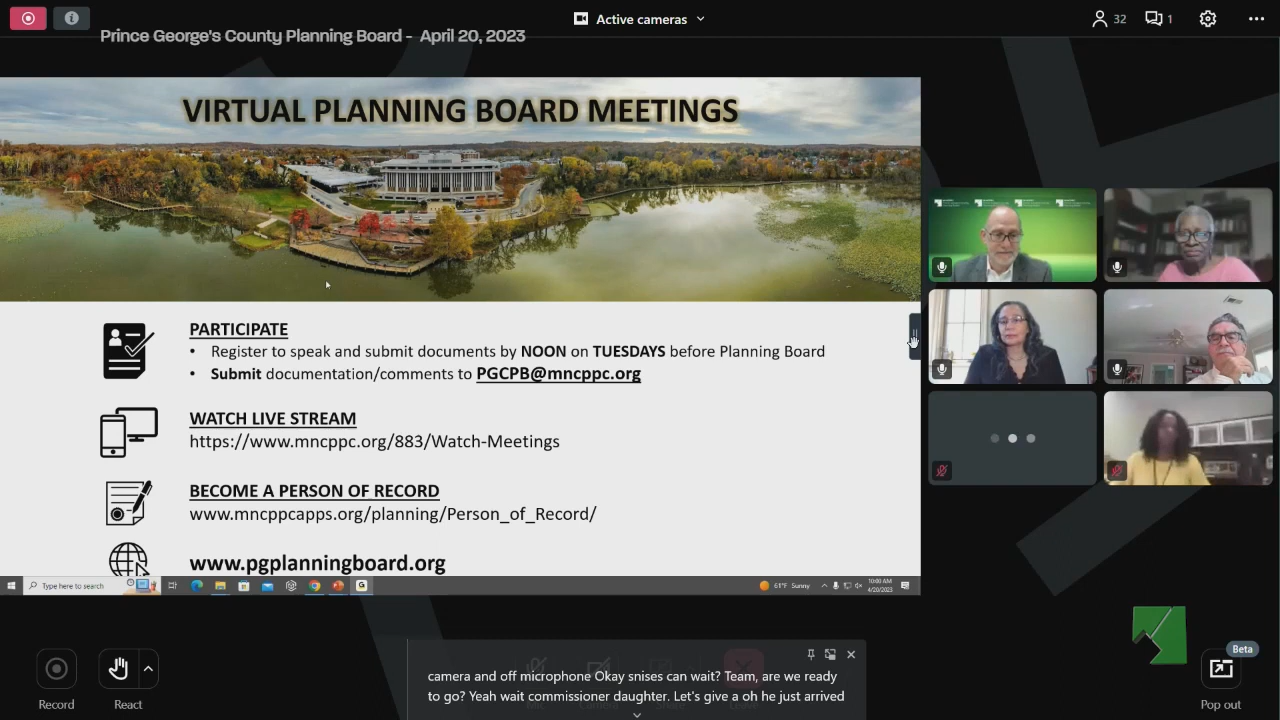 Active cameras
32
1
Prince George's County Planning Board - April 20, 2023
VIRTUAL PLANNING BOARD MEETINGS
PARTICIPATE
• Register to speak and submit documents by NOON on TUESDAYS before Planning Board
• Submit documentation/comments to PGCPB@mncppc.org
WATCH LIVE STREAM
https://www.mncppc.org/883/Watch-Meetings
BECOME A PERSON OF RECORD
www.mncppcapps.org/planning/Person_of_Record/
www.pgplanningboard.org
Type here to search
61°F Sunny
10:00 AM
4/20/2023
camera and off microphone Okay snises can wait? Team, are we ready
to go? Yeah wait commissioner daughter. Let's give a oh he just arrived
Record
React
Beta
Pop out